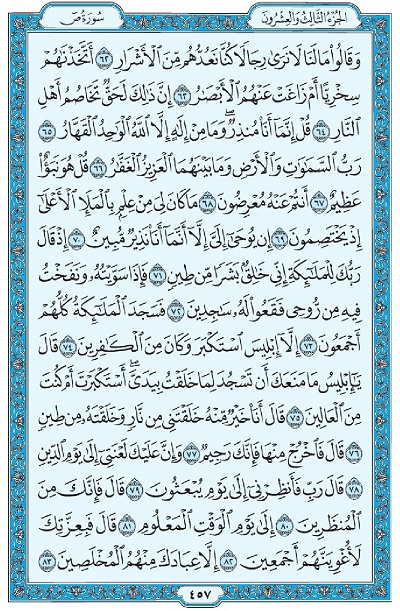 الجزء الثالث والعشرون سورة ص
وَقَالُوا۟ مَا لَنَا لَا نَرَىٰ رِجَالًا كُنَّا نَعُدُّهُم مِّنَ ٱلْأَشْرَارِ ٦٢ أَتَّخَذْنَٰهُمْ
سِخْرِيًّا أَمْ زَاغَتْ عَنْهُمُ ٱلْأَبْصَٰرُ ٦٣ إِنَّ ذَٰلِكَ لَحَقٌّ تَخَاصُمُ أَهْلِ
ٱلنَّارِ ٦٤ قُلْ إِنَّمَآ أَنَا۠ مُنذِرٌ ۖ وَمَا مِنْ إِلَٰهٍ إِلَّا ٱللَّهُ ٱلْوَٰحِدُ ٱلْقَهَّارُ ٦٥
رَبُّ ٱلسَّمَٰوَٰتِ وَٱلْأَرْضِ وَمَا بَيْنَهُمَا ٱلْعَزِيزُ ٱلْغَفَّٰرُ ٦٦ قُلْ هُوَ نَبَؤٌا۟
عَظِيمٌ ٦٧ أَنتُمْ عَنْهُ مُعْرِضُونَ ٦٨ مَا كَانَ لِىَ مِنْ عِلْمٍۭ بِٱلْمَلَإِ ٱلْأَعْلَىٰٓ
إِذْ يَخْتَصِمُونَ ٦٩ إِن يُوحَىٰٓ إِلَىَّ إِلَّآ أَنَّمَآ أَنَا۠ نَذِيرٌ مُّبِينٌ ٧٠ إِذْ قَالَ
رَبُّكَ لِلْمَلَٰٓئِكَةِ إِنِّى خَٰلِقٌۢ بَشَرًا مِّن طِينٍ ٧١ فَإِذَا سَوَّيْتُهُۥ وَنَفَخْتُ
فِيهِ مِن رُّوحِى فَقَعُوا۟ لَهُۥ سَٰجِدِينَ ٧٢ فَسَجَدَ ٱلْمَلَٰٓئِكَةُ كُلُّهُمْ
أَجْمَعُونَ ٧٣ إِلَّآ إِبْلِيسَ ٱسْتَكْبَرَ وَكَانَ مِنَ ٱلْكَٰفِرِينَ ٧٤ قَالَ
يَٰٓإِبْلِيسُ مَا مَنَعَكَ أَن تَسْجُدَ لِمَا خَلَقْتُ بِيَدَىَّ ۖ أَسْتَكْبَرْتَ أَمْ كُنتَ
مِنَ ٱلْعَالِينَ ٧٥ قَالَ أَنَا۠ خَيْرٌ مِّنْهُ ۖ خَلَقْتَنِى مِن نَّارٍ وَخَلَقْتَهُۥ مِن طِينٍ
٧٦ قَالَ فَٱخْرُجْ مِنْهَا فَإِنَّكَ رَجِيمٌ ٧٧ وَإِنَّ عَلَيْكَ لَعْنَتِىٓ إِلَىٰ يَوْمِ ٱلدِّينِ
٧٨ قَالَ رَبِّ فَأَنظِرْنِىٓ إِلَىٰ يَوْمِ يُبْعَثُونَ ٧٩ قَالَ فَإِنَّكَ مِنَ
ٱلْمُنظَرِينَ ٨٠ إِلَىٰ يَوْمِ ٱلْوَقْتِ ٱلْمَعْلُومِ ٨١ قَالَ فَبِعِزَّتِكَ
لَأُغْوِيَنَّهُمْ أَجْمَعِينَ ٨٢ إِلَّا عِبَادَكَ مِنْهُمُ ٱلْمُخْلَصِينَ ٨٣
٤٥٧